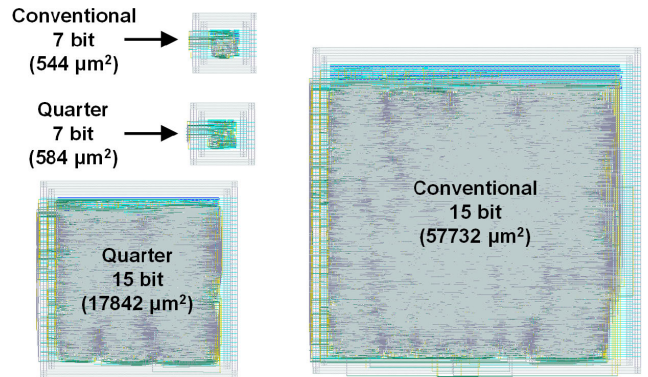 Conventional
7 bit
(544 µm²)
Quarter
7 bit
(584 µm²)
Quarter
15 bit
(17842 µm²)
Conventional
15 bit
(57732 µm²)